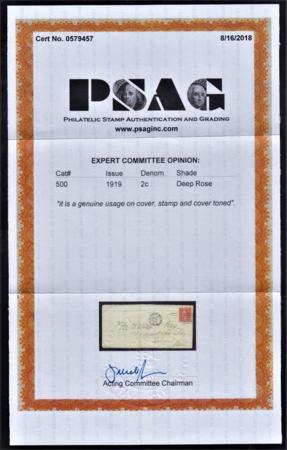 Cert No. 0579457 8/16/2018
PSAG
PHILATELIC STAMP AUTHENTICATION AND GRADING
www.psaginc.com
EXPERT COMMITTEE OPINION:
Cat# Issue Denom. Shade
500 1919 2c Deep Rose
"it is a genuine usage on cover, stamp and cover toned".
Acting Committee Chairman